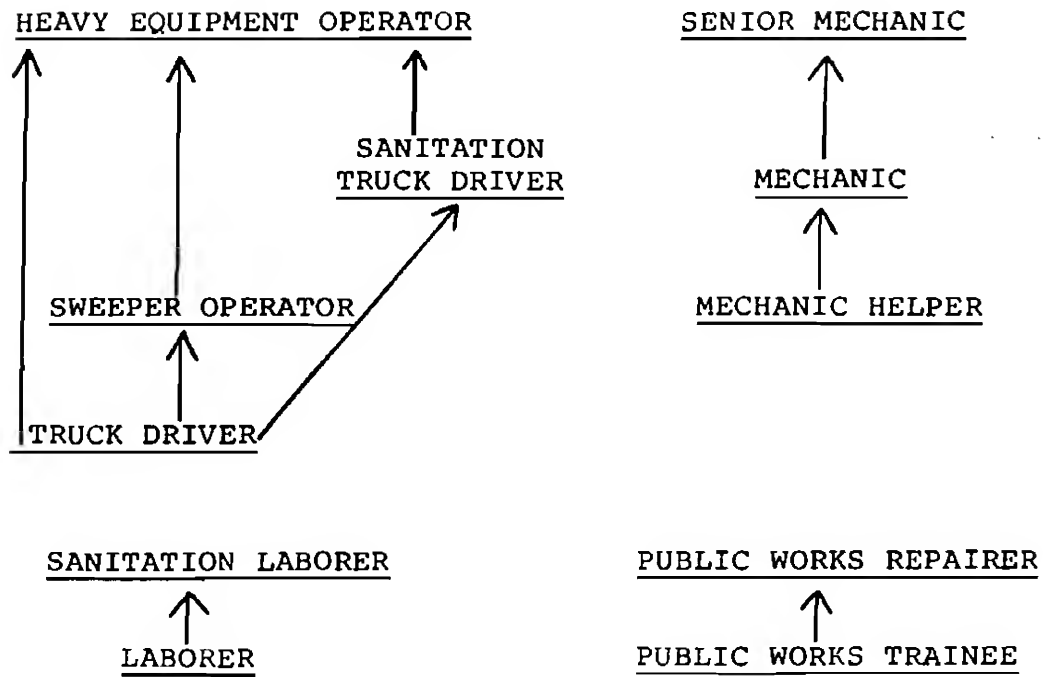 HEAVY EQUIPMENT OPERATOR
SENIOR MECHANIC
SANITATION
TRUCK DRIVER
MECHANIC
SWEEPER OPERATOR
MECHANIC HELPER
TRUCK DRIVER
SANITATION LABORER
PUBLIC WORKS REPAIRER
LABORER
PUBLIC WORKS TRAINEE